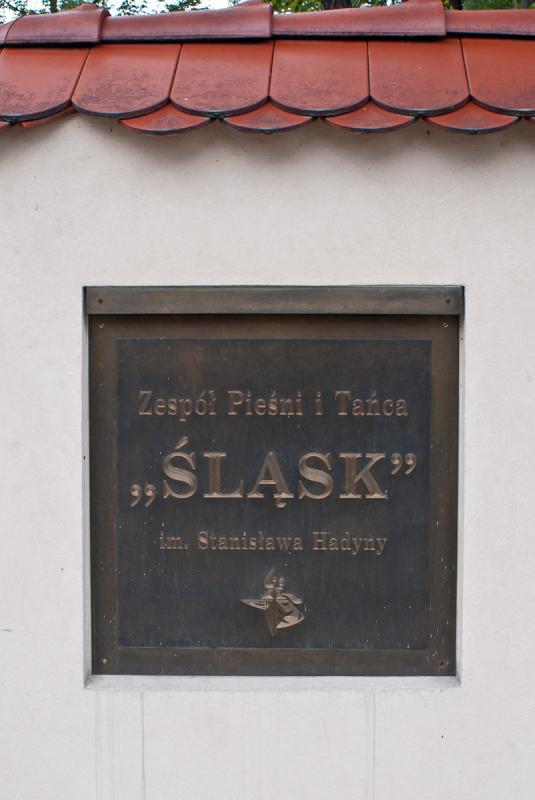 Zespół Pieśni i Tańca
„ŚLĄSK”
im. Stanisława Hadyny